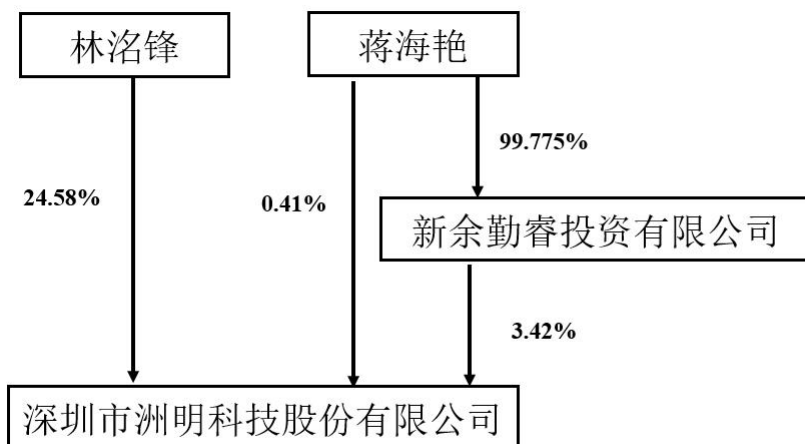 林洺锋
蒋海艳
99.775%
24.58%
0.41%
新余勤睿投资有限公司
3.42%
深圳市洲明科技股份有限公司